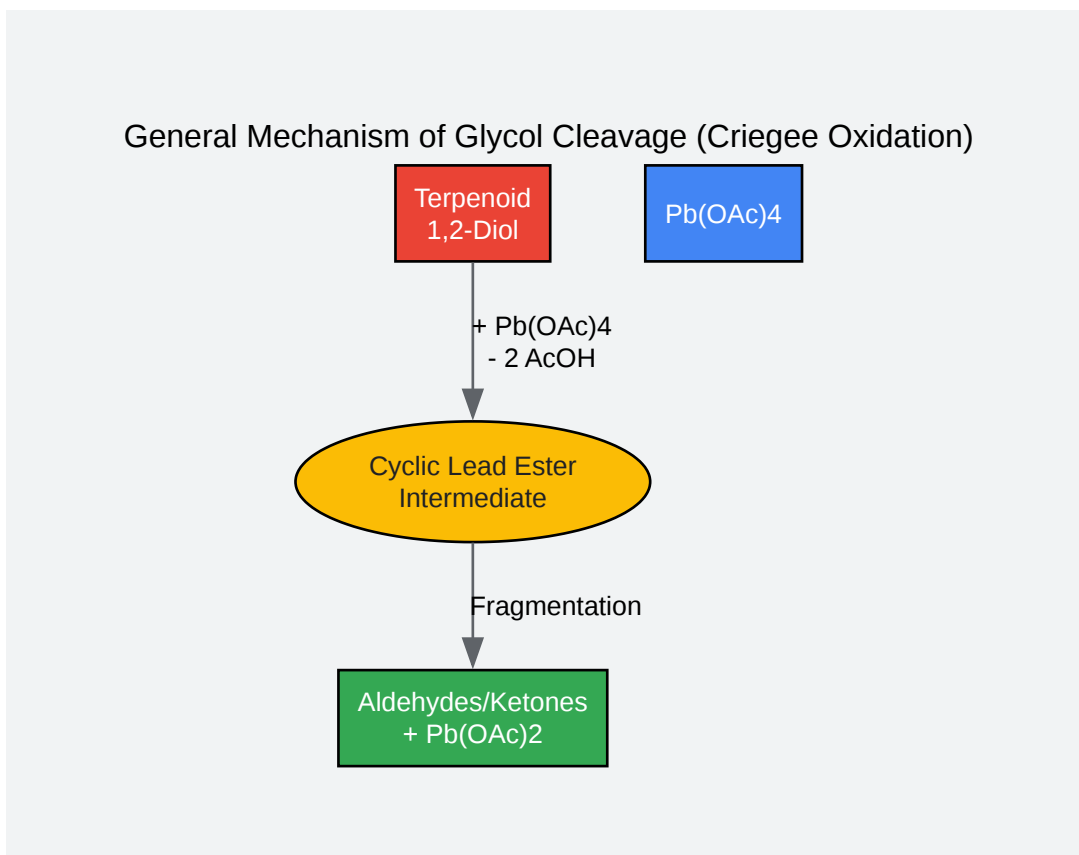 General Mechanism of Glycol Cleavage (Criegee Oxidation)
Terpenoid
1,2-Diol
Pb(OAc)4
+ Pb(OAc)4
- 2 AcOH
Cyclic Lead Ester
Intermediate
Fragmentation
Aldehydes/Ketones
+ Pb(OAc)2